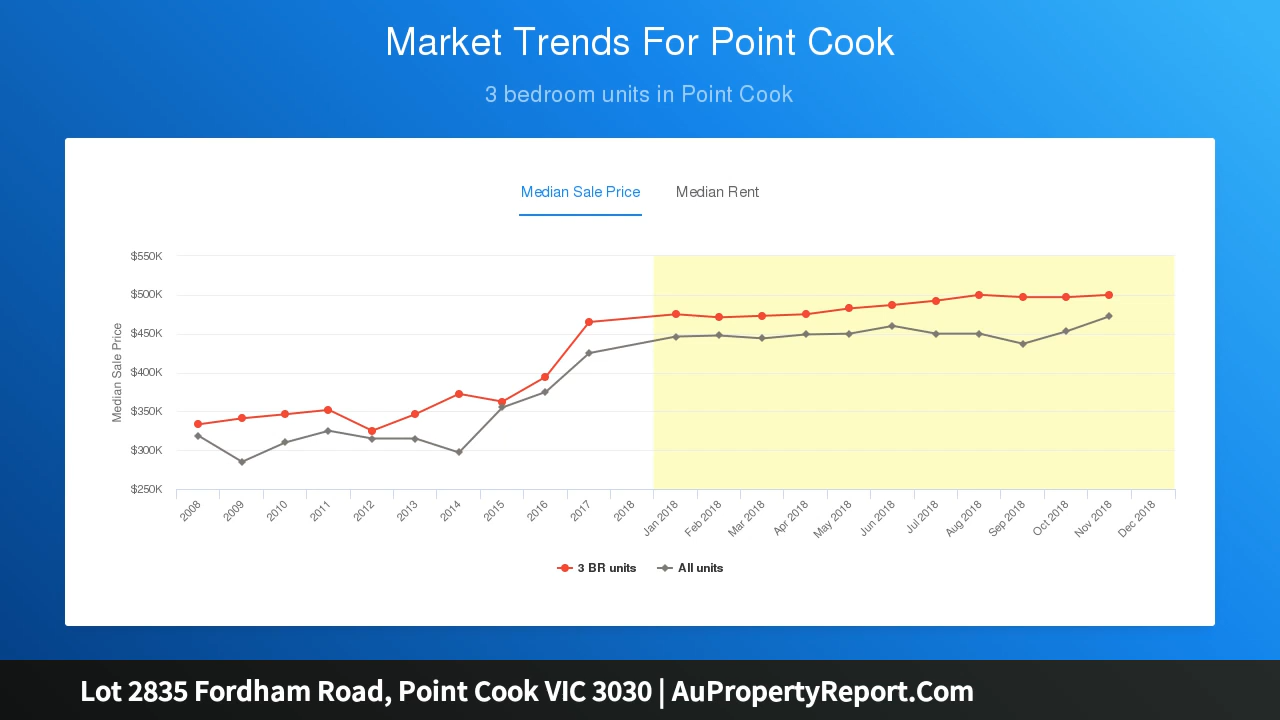 Market Trends For Point Cook
3 bedroom units in Point Cook
Median Sale Price Median Rent
$550K
$500K
$450K
$400K
$350K
$300K
$250K
Median Sale Price
2008 2009 2010 2011 2012 2013 2014 2015 2016 2017 2018 Jan 2018 Feb 2018 Mar 2018 Apr 2018 May 2018 Jun 2018 Jul 2018 Aug 2018 Sep 2018 Oct 2018 Nov 2018 Dec 2018
3 BR units All units
Lot 2835 Fordham Road, Point Cook VIC 3030 | AuPropertyReport.Com